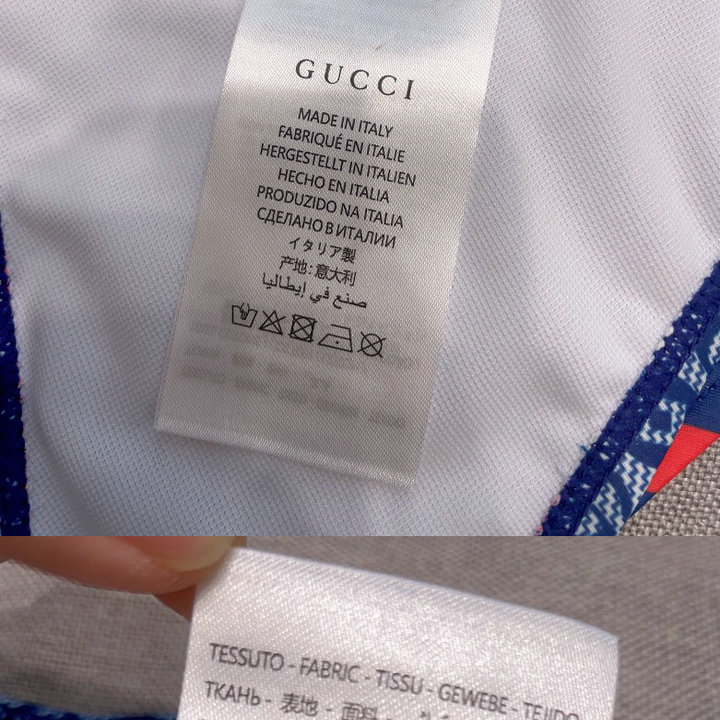 GUCCI
MADE IN ITALY
FABRIQUÉ EN ITALIE
HERGESTELLT IN ITALIEN
HECHO EN ITALIA
PRODUZIDO NA ITALIA
СДЕЛАНО В ИТАЛИИ
イタリア製
产地:意大利
صنع في إيطاليا
TESSUTO - FABRIC - TISSU - GEWEBE - TEJIDO
ТКАНЬ - 表地 - 面料 -